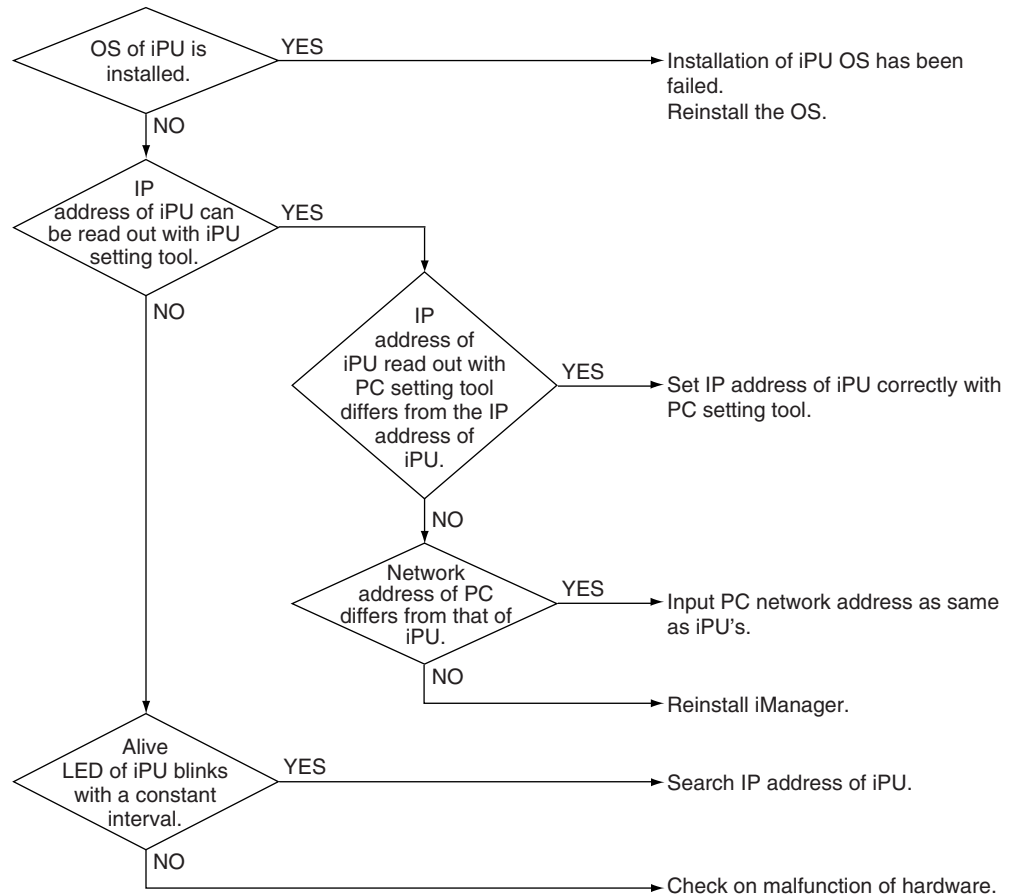 OS of iPU is
installed.
YES
Installation of iPU OS has been
failed.
Reinstall the OS.
NO
IP
address of iPU can
be read out with iPU
setting tool.
YES
NO
IP
address of
iPU read out with
PC setting tool
differs from the IP
address of
iPU.
YES
Set IP address of iPU correctly with
PC setting tool.
NO
Network
address of PC
differs from that of
iPU.
YES
Input PC network address as same
as iPU's.
NO
Reinstall iManager.
Alive
LED of iPU blinks
with a constant
interval.
YES
Search IP address of iPU.
NO
Check on malfunction of hardware.